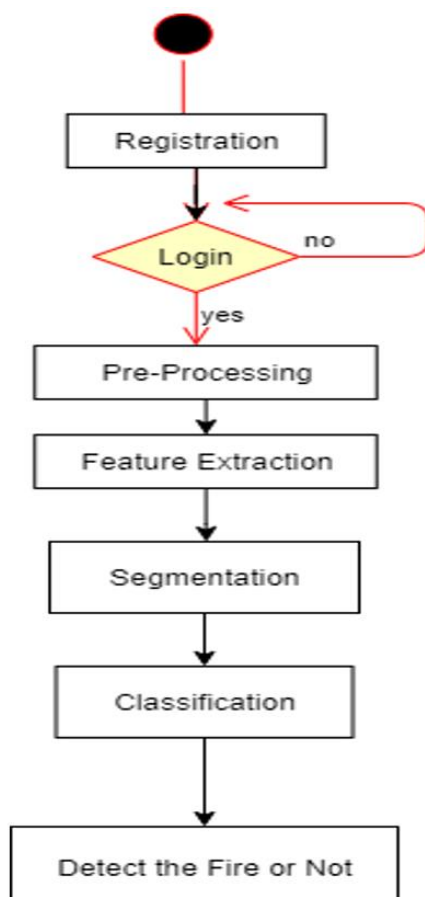 Registration
Login
no
yes
Pre-Processing
Feature Extraction
Segmentation
Classification
Detect the Fire or Not